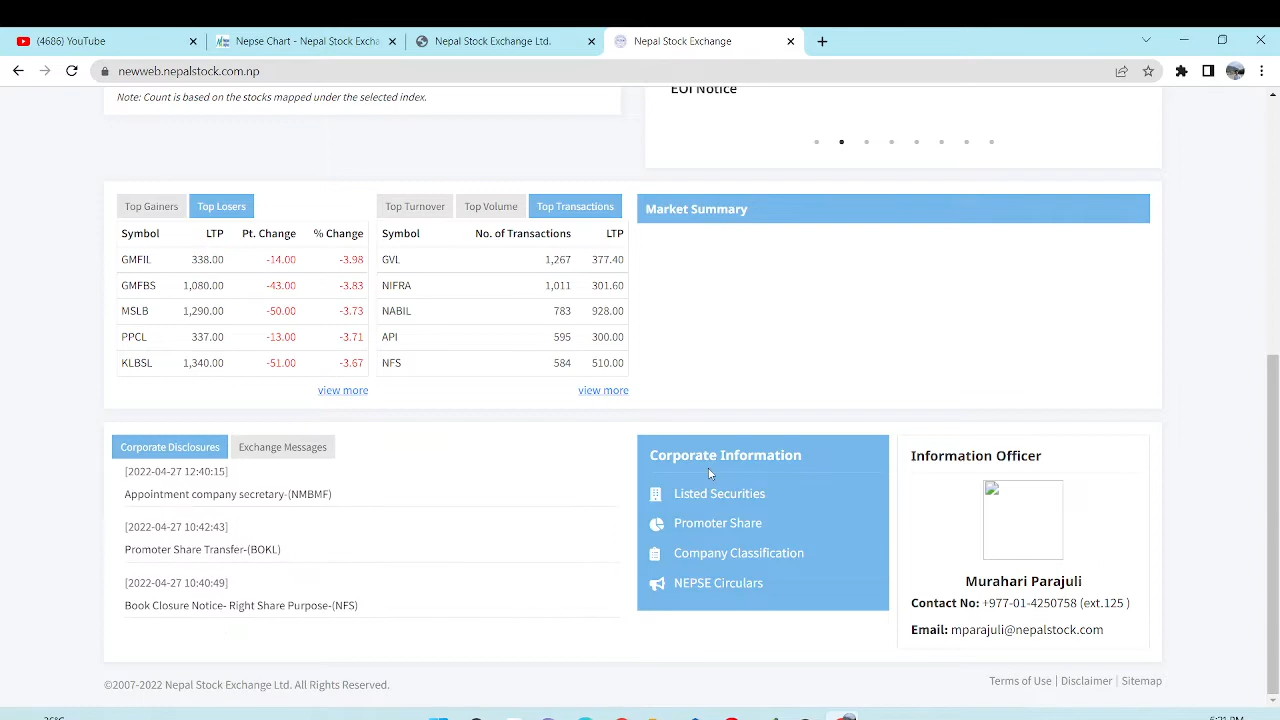 (4686) YouTube
Nepse Chart - Nepal Stock Excha
Nepal Stock Exchange Ltd.
Nepal Stock Exchange
newweb.nepalstock.com.np
Note: Count is based on the stocks mapped under the selected index.
EOI Notice
Top Gainers Top Losers
Symbol LTP Pt. Change % Change
GMFIL 338.00 -14.00 -3.98
GMFBS 1,080.00 -43.00 -3.83
MSLB 1,290.00 -50.00 -3.73
PPCL 337.00 -13.00 -3.71
KLBSL 1,340.00 -51.00 -3.67
view more
Top Turnover Top Volume Top Transactions
Symbol No. of Transactions LTP
GVL 1,267 377.40
NIFRA 1,011 301.60
NABIL 783 928.00
API 595 300.00
NFS 584 510.00
view more
Market Summary
Corporate Disclosures Exchange Messages
[2022-04-27 12:40:15]
Appointment company secretary-(NMBMF)
[2022-04-27 10:42:43]
Promoter Share Transfer-(BOKL)
[2022-04-27 10:40:49]
Book Closure Notice- Right Share Purpose-(NFS)
Corporate Information
Listed Securities
Promoter Share
Company Classification
NEPSE Circulars
Information Officer
Murahari Parajuli
Contact No: +977-01-4250758 (ext.125 )
Email: mparajuli@nepalstock.com
©2007-2022 Nepal Stock Exchange Ltd. All Rights Reserved.
Terms of Use | Disclaimer | Sitemap